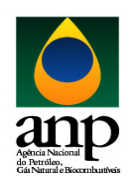 anp
Agência Nacional
do Petróleo,
Gás Natural e Biocombustíveis